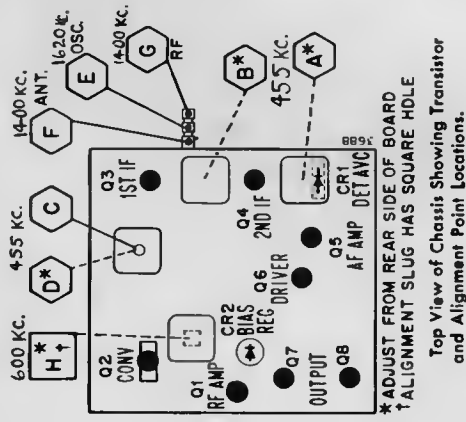 600 KC.
H*†
455 KC.
D*
C
1400 KC.
ANT.
F
1620 KC.
OSC.
E
1400 KC.
RF
G
B*
455 KC.
A*
Q2
CONV
Q3
1ST IF
Q1
RF AMP
CR2
BIAS
REG
Q4
2ND IF
Q6
DRIVER
Q7
OUTPUT
Q8
Q5
AF AMP
CR1
DET AVC
3688
*ADJUST FROM REAR SIDE OF BOARD
†ALIGNMENT SLUG HAS SQUARE HOLE
Top View of Chassis Showing Transistor
and Alignment Point Locations.